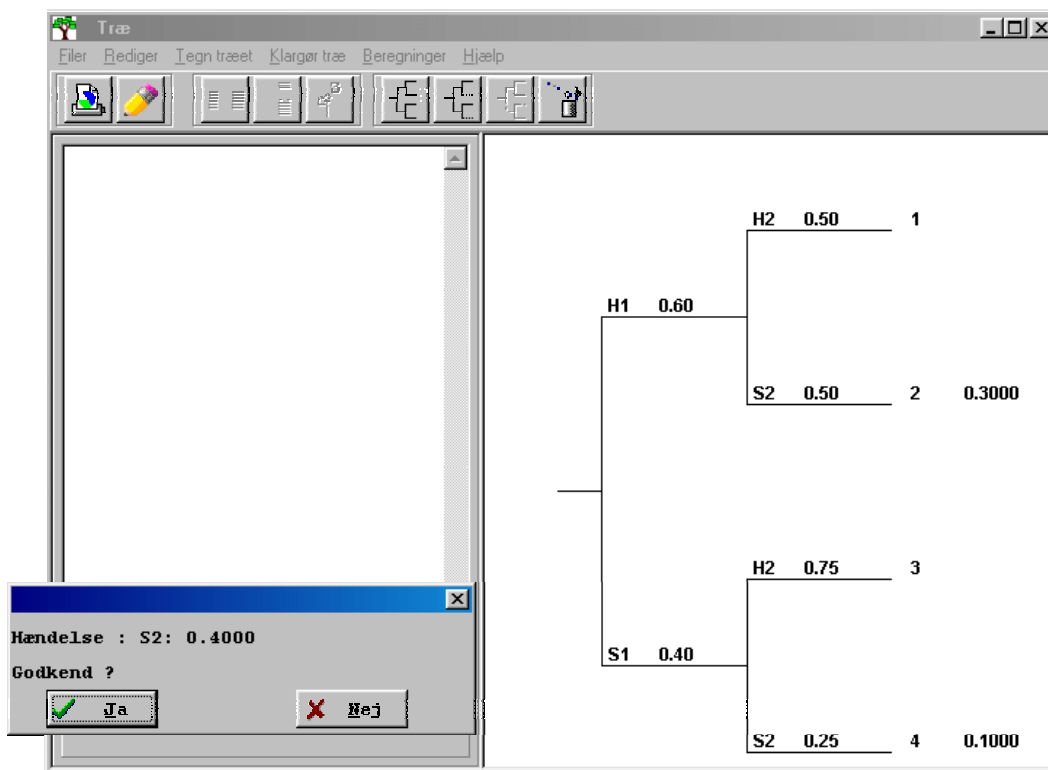 Træ
Filer Rediger Tegn træet Klargør træ Beregninger Hjælp
H2 0.50 1
H1 0.60
S2 0.50 2 0.3000
H2 0.75 3
Hændelse : S2: 0.4000
S1 0.40
Godkend ?
Ja Nej
S2 0.25 4 0.1000